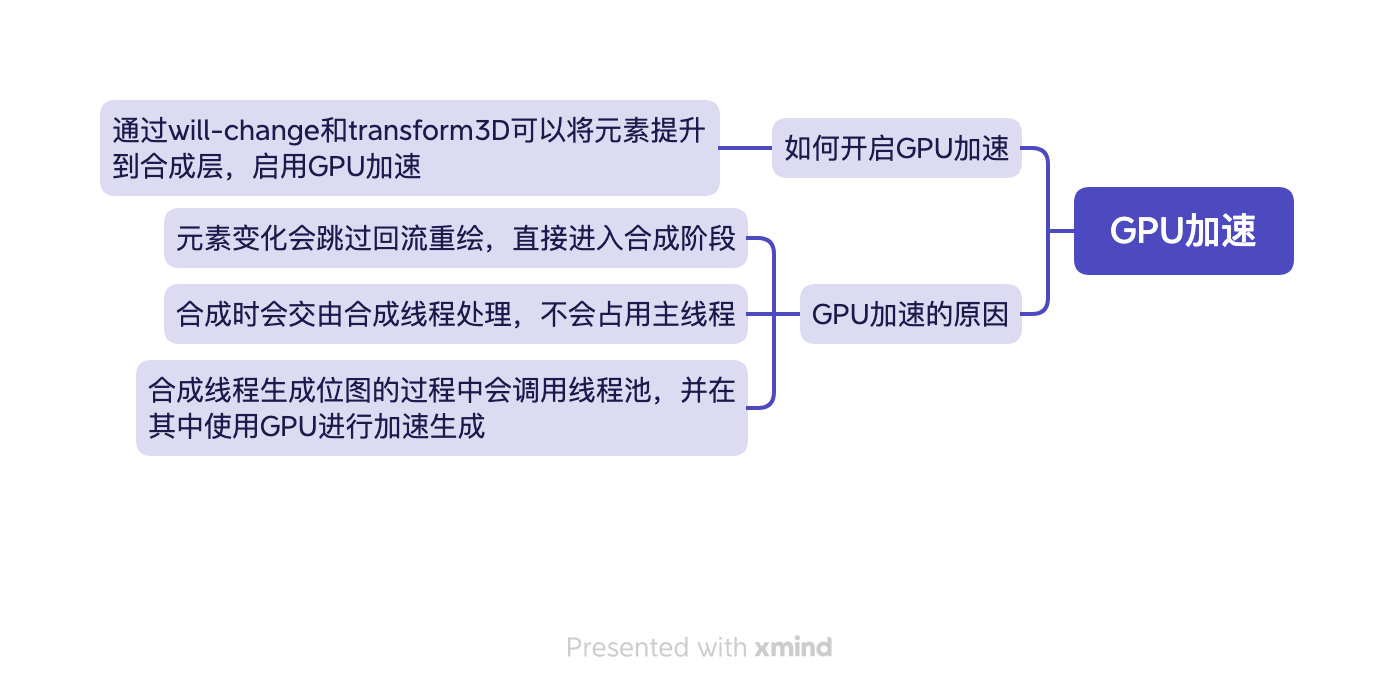 GPU加速
如何开启GPU加速
通过will-change和transform3D可以将元素提升
到合成层，启用GPU加速
GPU加速的原因
元素变化会跳过回流重绘，直接进入合成阶段
合成时会交由合成线程处理，不会占用主线程
合成线程生成位图的过程中会调用线程池，并在
其中使用GPU进行加速生成
Presented with xmind